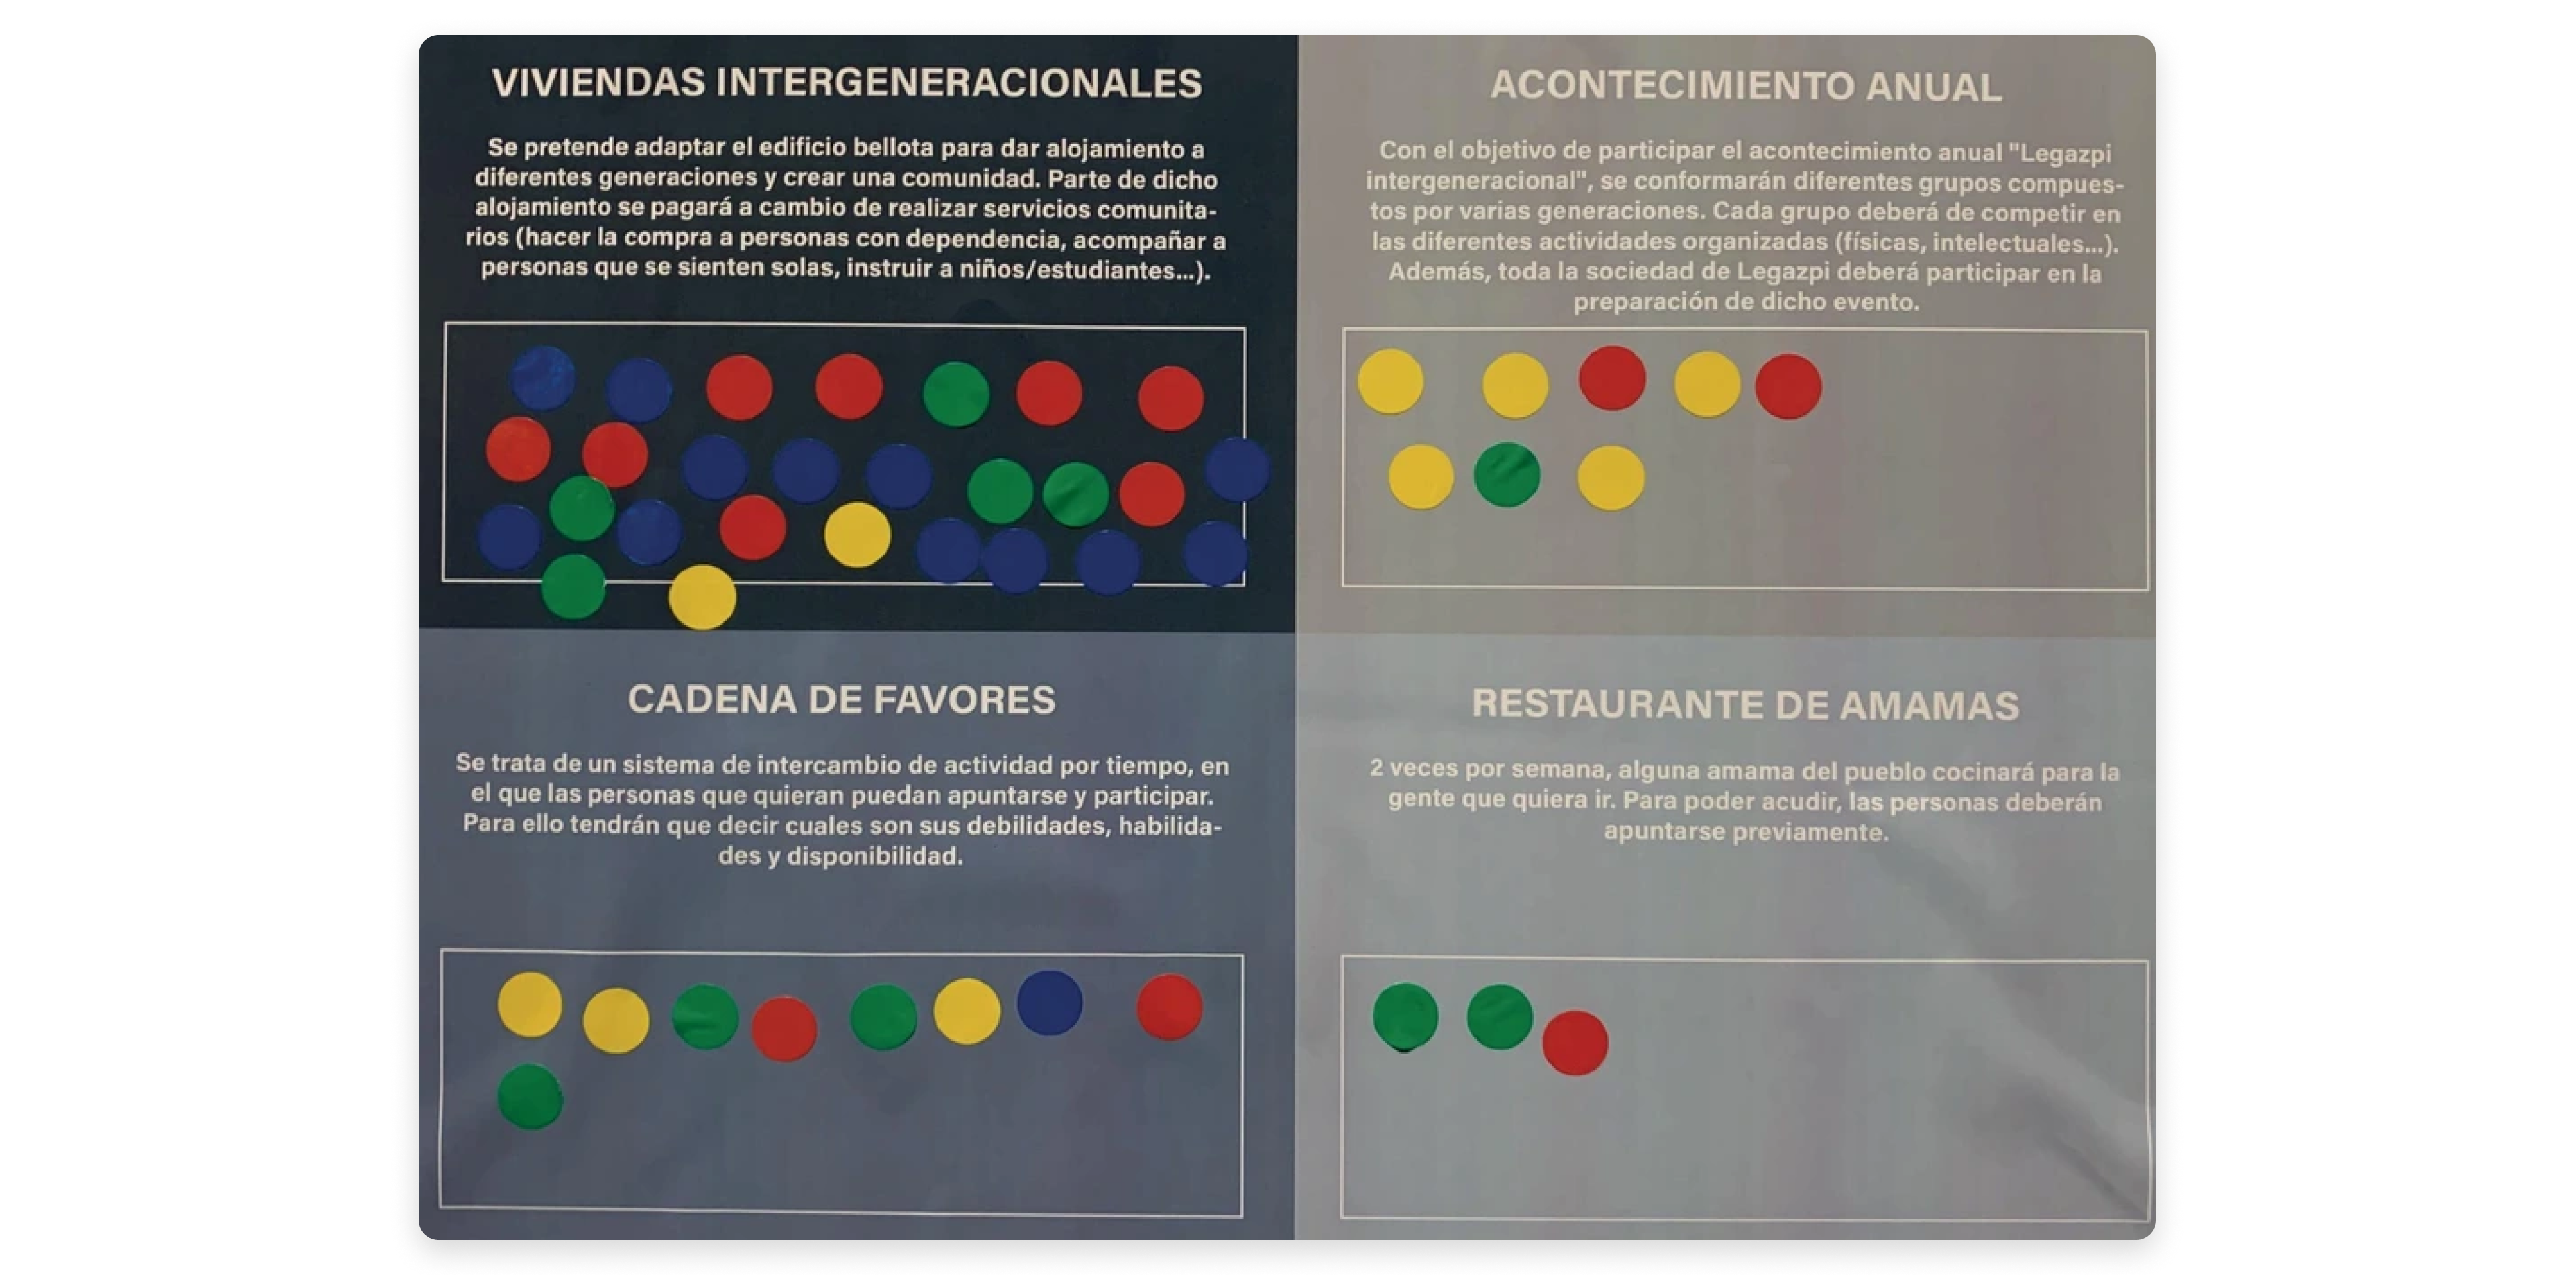 VIVIENDAS INTERGENERACIONALES
Se pretende adaptar el edificio bellota para dar alojamiento a
diferentes generaciones y crear una comunidad. Parte de dicho
alojamiento se pagará a cambio de realizar servicios comunita-
rios (hacer la compra a personas con dependencia, acompañar a
personas que se sienten solas, instruir a niños/estudiantes...).
ACONTECIMIENTO ANUAL
Con el objetivo de participar el acontecimiento anual "Legazpi
intergeneracional", se conformarán diferentes grupos compues-
tos por varias generaciones. Cada grupo deberá de competir en
las diferentes actividades organizadas (físicas, intelectuales...).
Además, toda la sociedad de Legazpi deberá participar en la
preparación de dicho evento.
CADENA DE FAVORES
Se trata de un sistema de intercambio de actividad por tiempo, en
el que las personas que quieran puedan apuntarse y participar.
Para ello tendrán que decir cuales son sus debilidades, habilida-
des y disponibilidad.
RESTAURANTE DE AMAMAS
2 veces por semana, alguna amama del pueblo cocinará para la
gente que quiera ir. Para poder acudir, las personas deberán
apuntarse previamente.